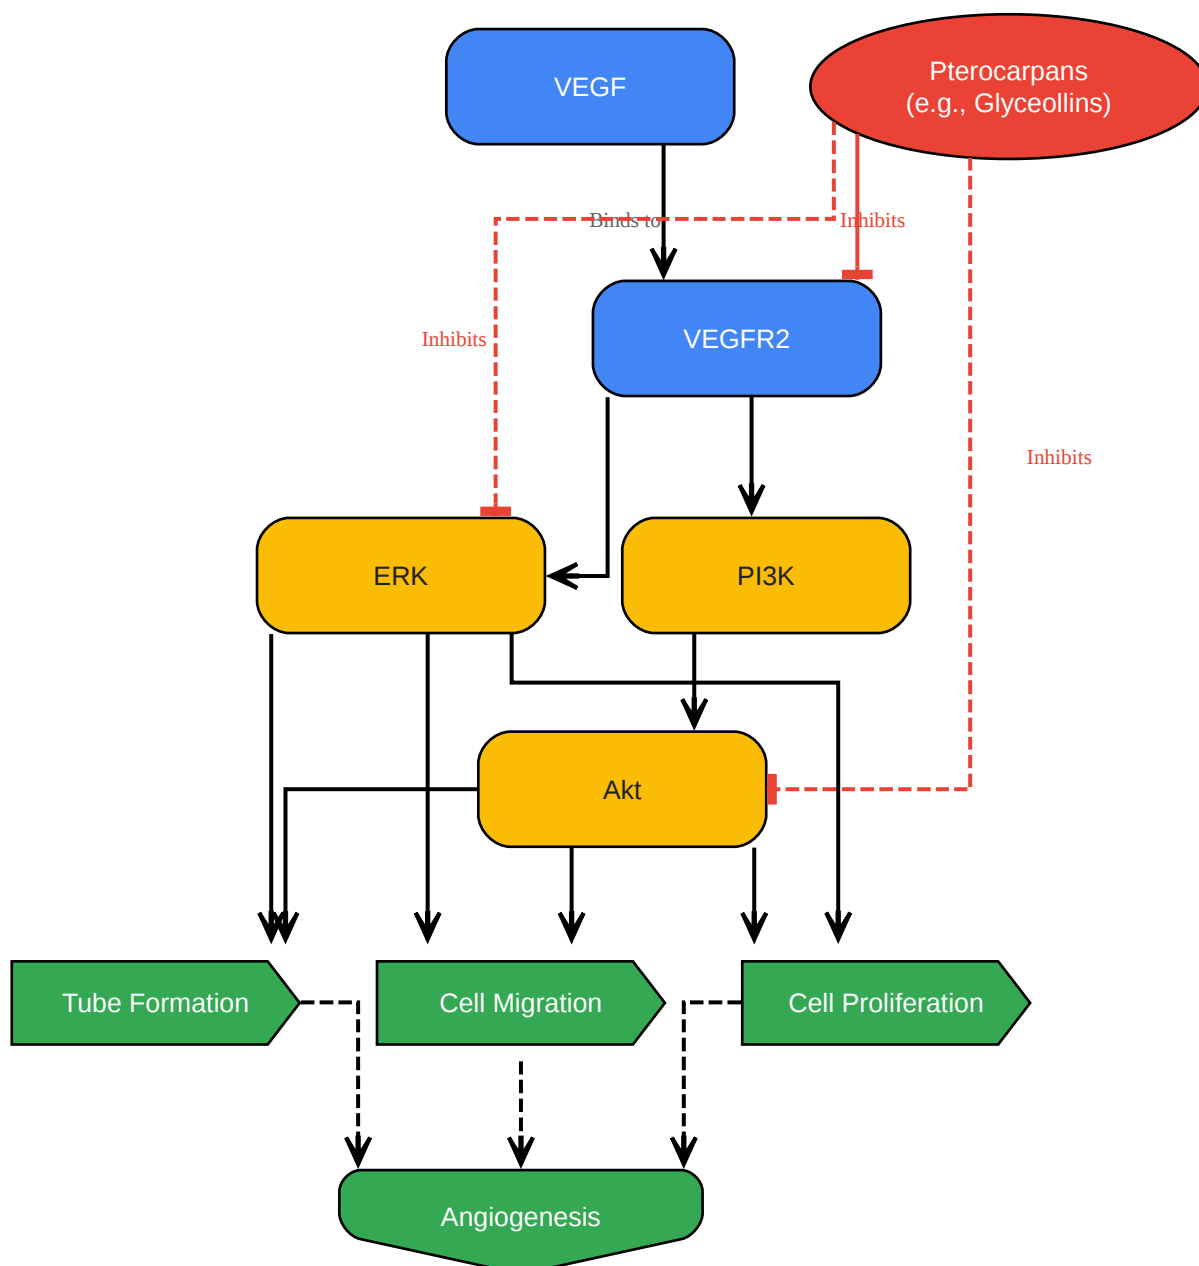 VEGF
Pterocarpans
(e.g., Glyceollins)
Binds to
Inhibits
Inhibits
VEGFR2
Inhibits
ERK
PI3K
Akt
Tube Formation
Cell Migration
Cell Proliferation
Angiogenesis